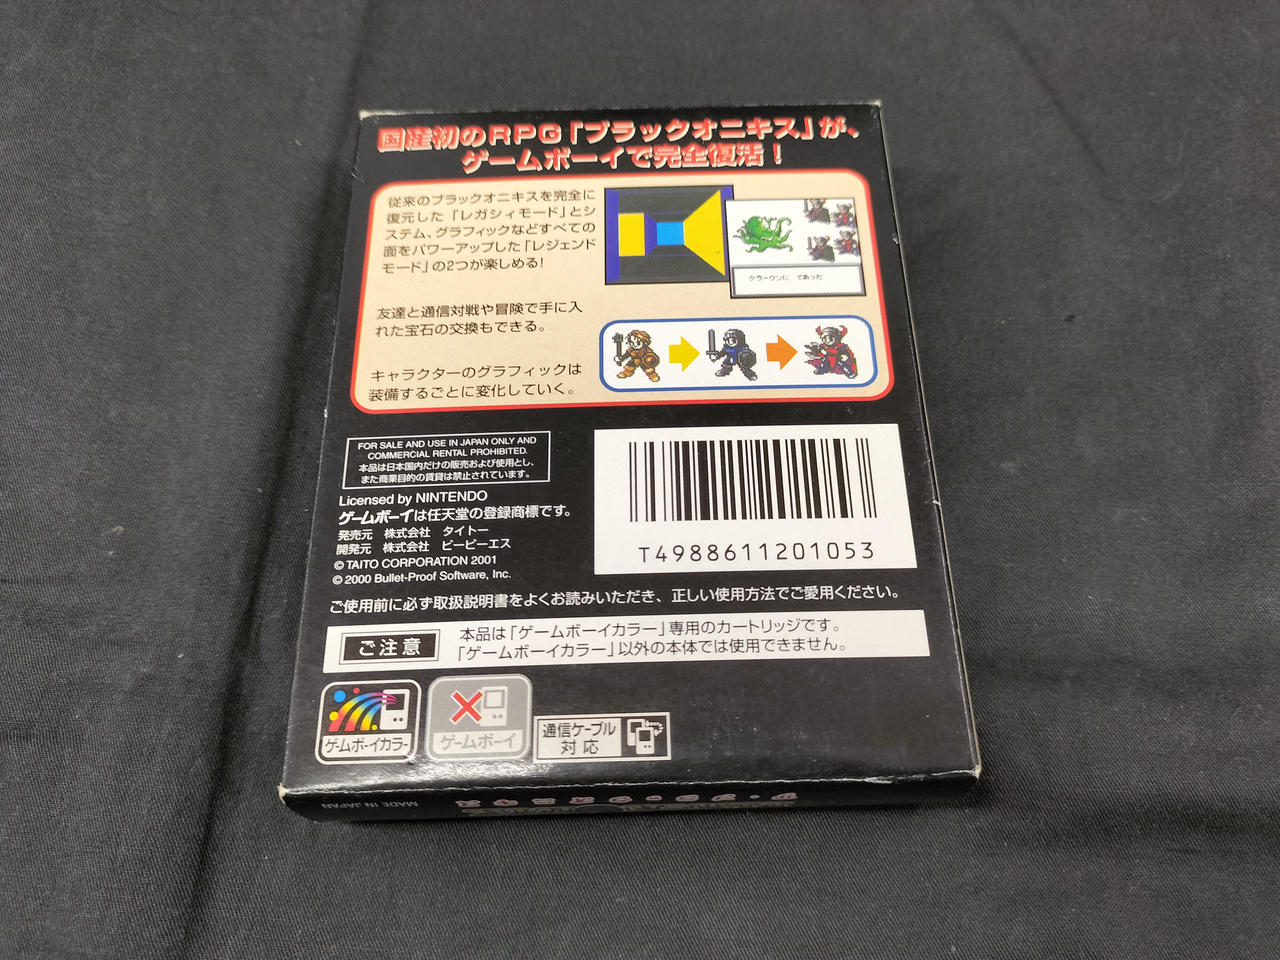 国産初のRPG「ブラックオニキス」が、
ゲームボーイで完全復活！
従来のブラックオニキスを完全に
復元した「レガシィモード」とシ
ステム、グラフィックなどすべての
面をパワーアップした「レジェンド
モード」の2つが楽しめる！
クラーケンに であった
友達と通信対戦や冒険で手に入
れた宝石の交換もできる。
キャラクターのグラフィックは
装備するごとに変化していく。
FOR SALE AND USE IN JAPAN ONLY AND
COMMERCIAL RENTAL PROHIBITED.
本品は日本国内だけの販売および使用とし、
また商業目的の賃貸は禁止されています。
Licensed by NINTENDO
ゲームボーイは任天堂の登録商標です。
発売元 株式会社 タイトー
開発元 株式会社 ビーピーエス
© TAITO CORPORATION 2001
© 2000 Bullet-Proof Software, Inc.
T4988611201053
ご使用前に必ず取扱説明書をよくお読みいただき、正しい使用方法でご愛用ください。
ご注意
本品は「ゲームボーイカラー」専用のカートリッジです。
「ゲームボーイカラー」以外の本体では使用できません。
ゲームボーイカラー
ゲームボーイ
通信ケーブル
対応
MADE IN JAPAN